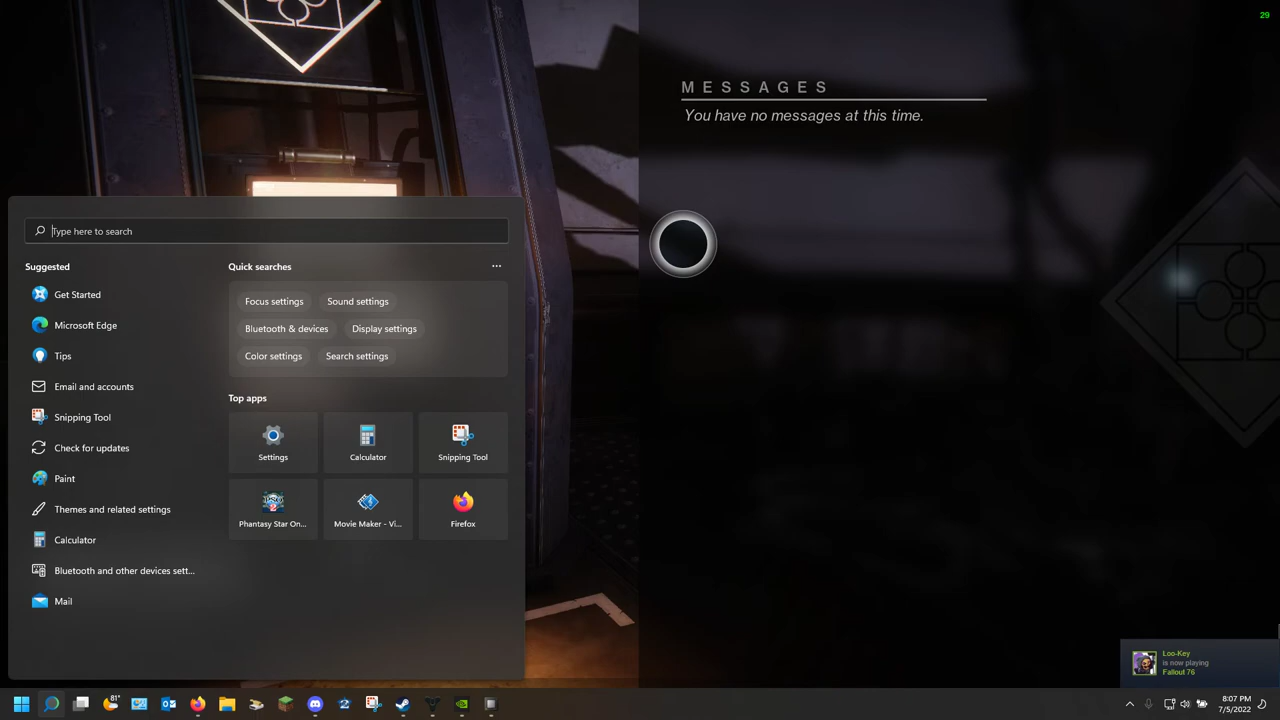 29
MESSAGES
You have no messages at this time.
Type here to search
Suggested
Get Started
Microsoft Edge
Tips
Email and accounts
Snipping Tool
Check for updates
Paint
Themes and related settings
Calculator
Bluetooth and other devices sett...
Mail
Quick searches
Focus settings
Sound settings
Bluetooth & devices
Display settings
Color settings
Search settings
Top apps
Settings
Calculator
Snipping Tool
Phantasy Star On...
Movie Maker - Vi...
Firefox
Loo-Key
is now playing
Fallout 76
81°
8:07 PM
7/5/2022